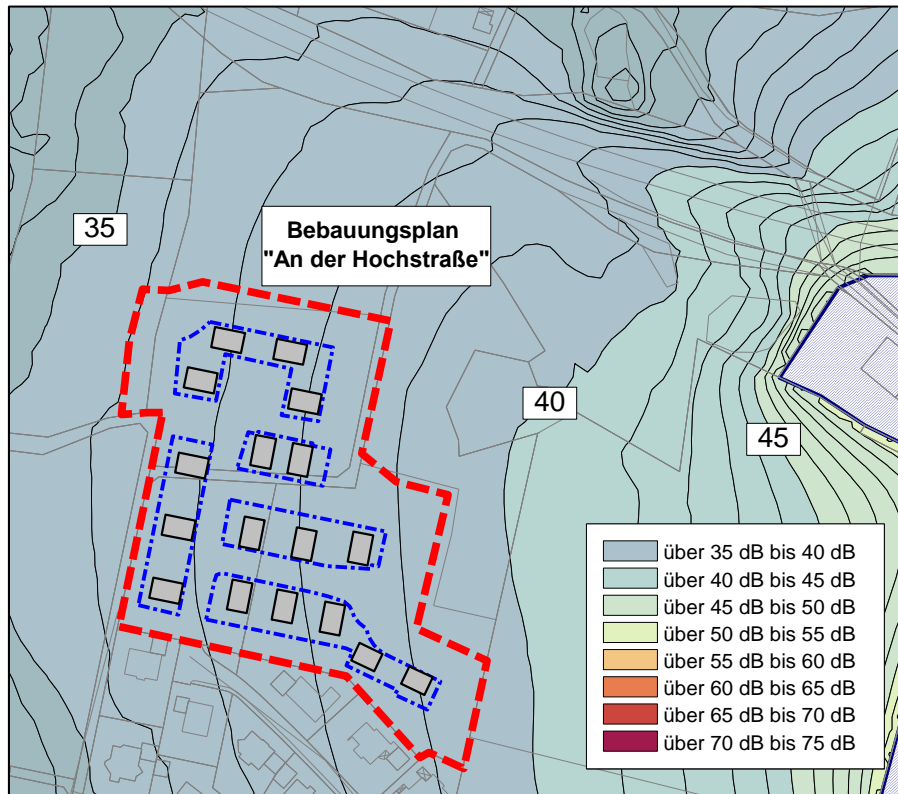 Bebauungsplan
"An der Hochstraße"
35
40
45
über 35 dB bis 40 dB
über 40 dB bis 45 dB
über 45 dB bis 50 dB
über 50 dB bis 55 dB
über 55 dB bis 60 dB
über 60 dB bis 65 dB
über 65 dB bis 70 dB
über 70 dB bis 75 dB